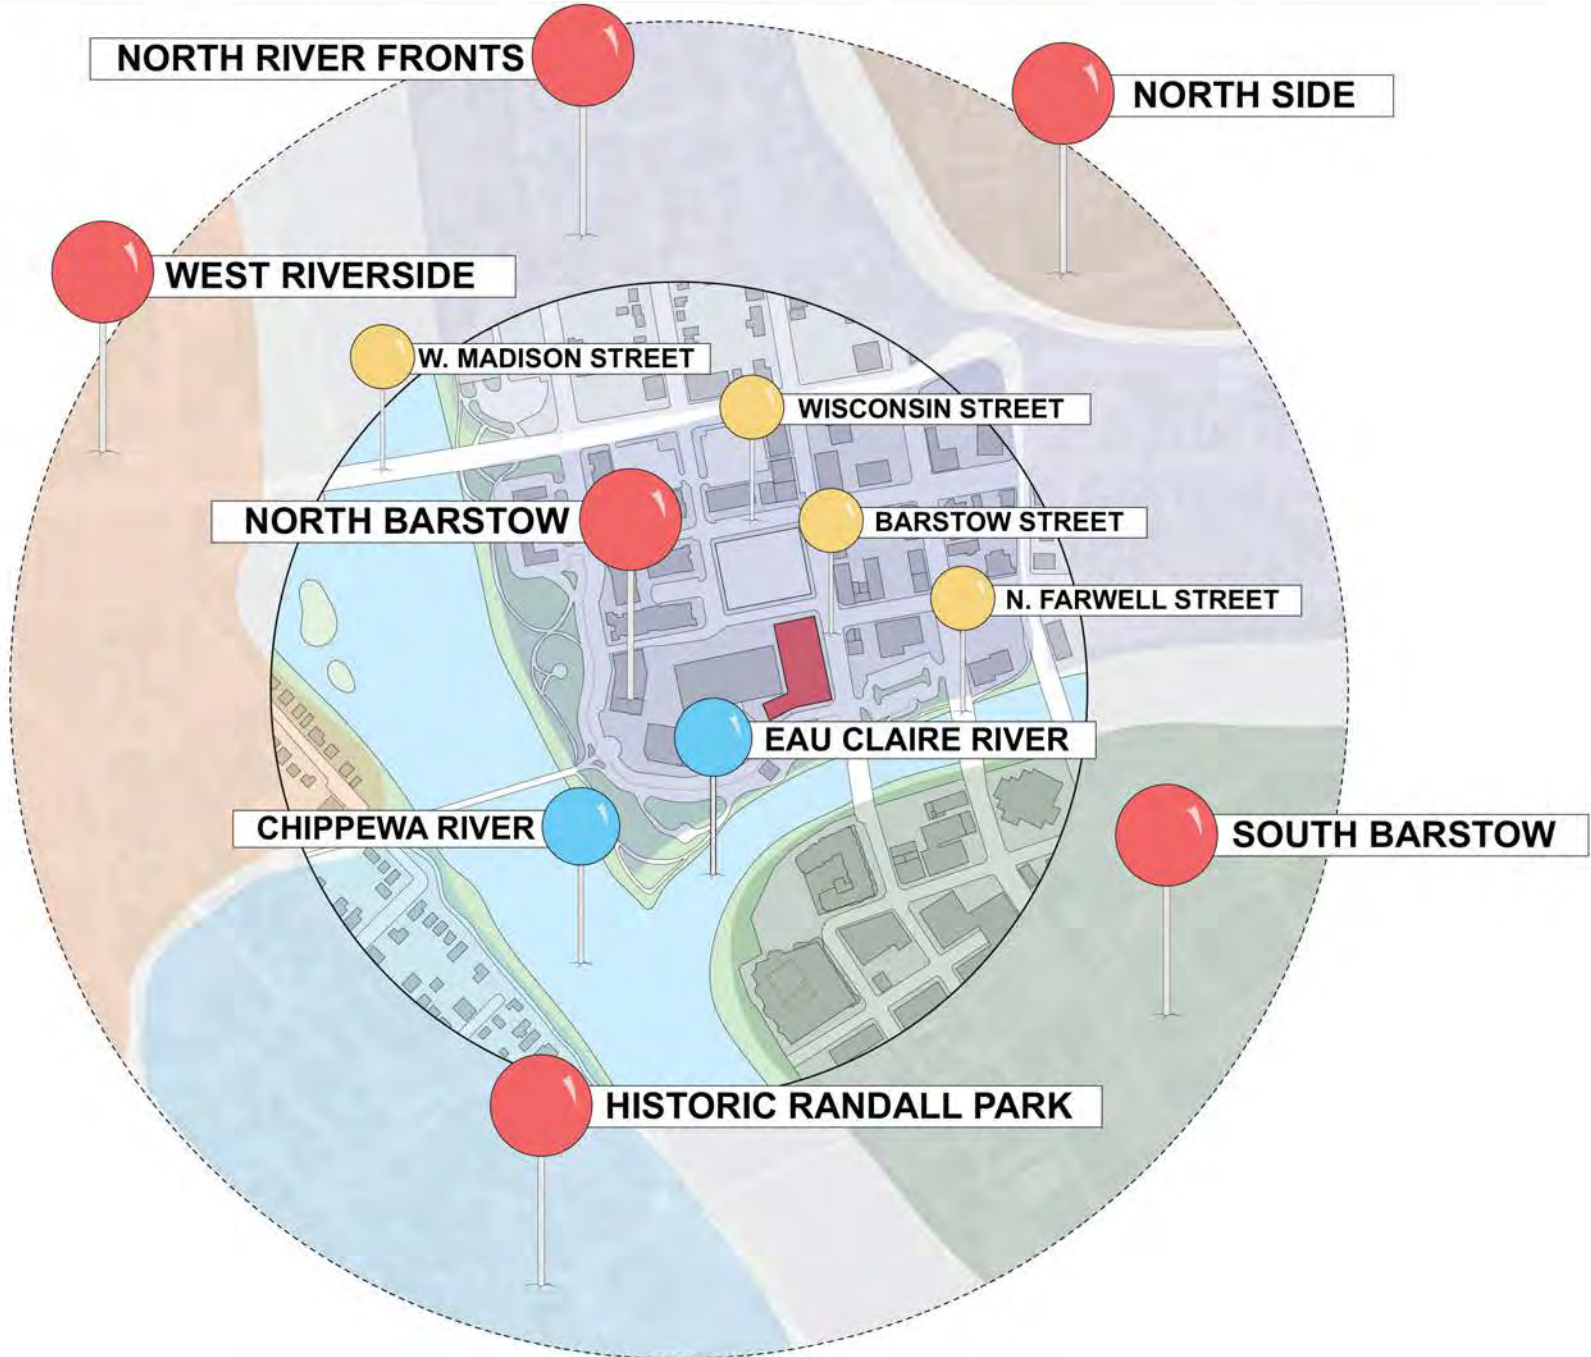 NORTH RIVER FRONTS
NORTH SIDE
WEST RIVERSIDE
W. MADISON STREET
WISCONSIN STREET
NORTH BARSTOW
BARSTOW STREET
N. FARWELL STREET
EAU CLAIRE RIVER
CHIPPEWA RIVER
SOUTH BARSTOW
HISTORIC RANDALL PARK